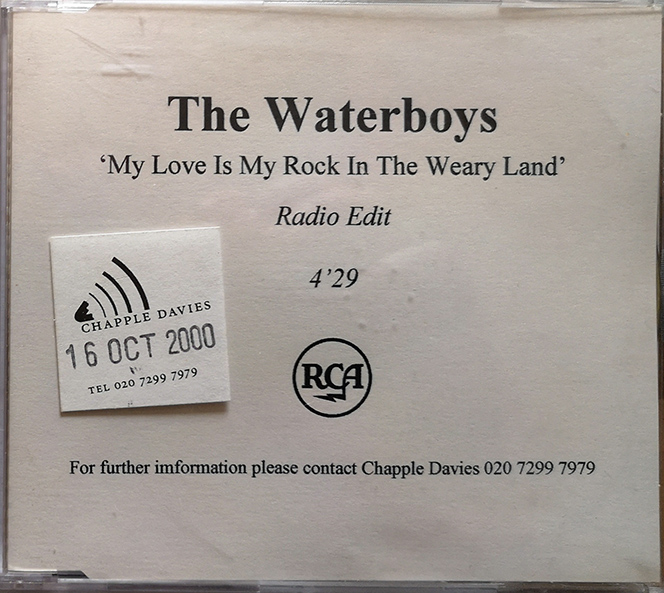 The Waterboys
‘My Love Is My Rock In The Weary Land’
Radio Edit
4’29
CHAPPLE DAVIES
16 OCT 2000
TEL 020 7299 7979
RCA
For further imformation please contact Chapple Davies 020 7299 7979